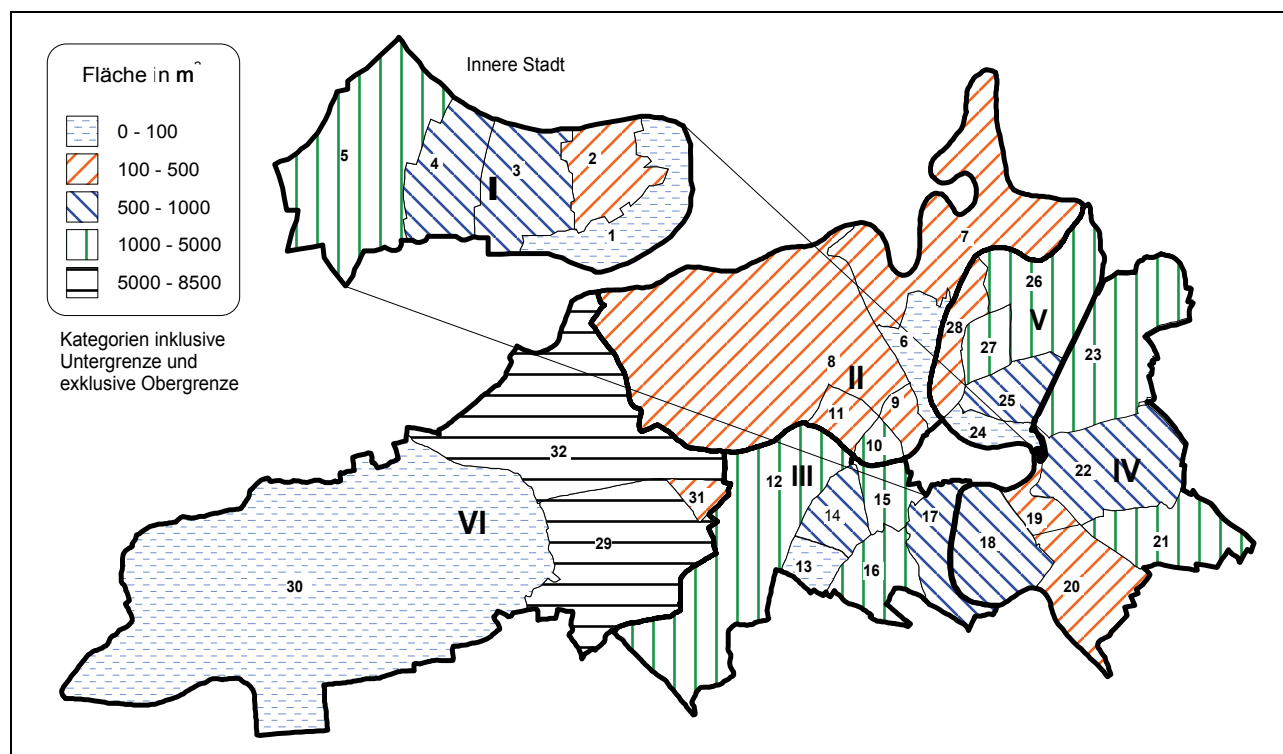 Fläche in m²
0 - 100
100 - 500
500 - 1000
1000 - 5000
5000 - 8500
Kategorien inklusive
Untergrenze und
exklusive Obergrenze
Innere Stadt
5
4
I
3
2
1
7
26
V
28
6
27
23
8
II
25
9
11
24
10
32
III
12
22
IV
15
31
14
17
19
VI
29
18
21
13
16
30
20